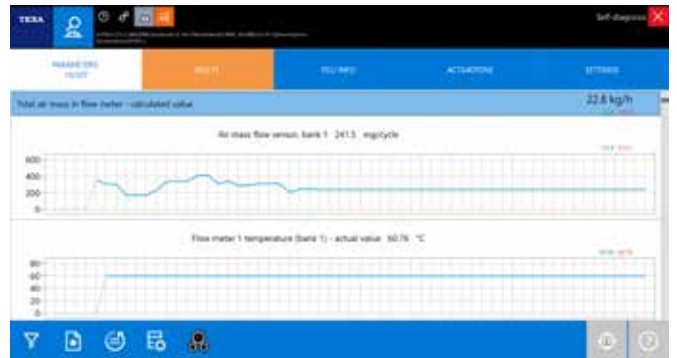 TEXA
Self-diagnosis
PARAMETERS
FAULTS
ECU INFO
ACTIVATIONS
SETTINGS
Total air mass in flow meter - calculated value 22.8 kg/h
Air mass flow sensor, bank 1 241.5 mg/cycle
600
400
200
0
Flow meter 1 temperature (bank 1) - actual value 60.76 °C
80
60
40
20
0